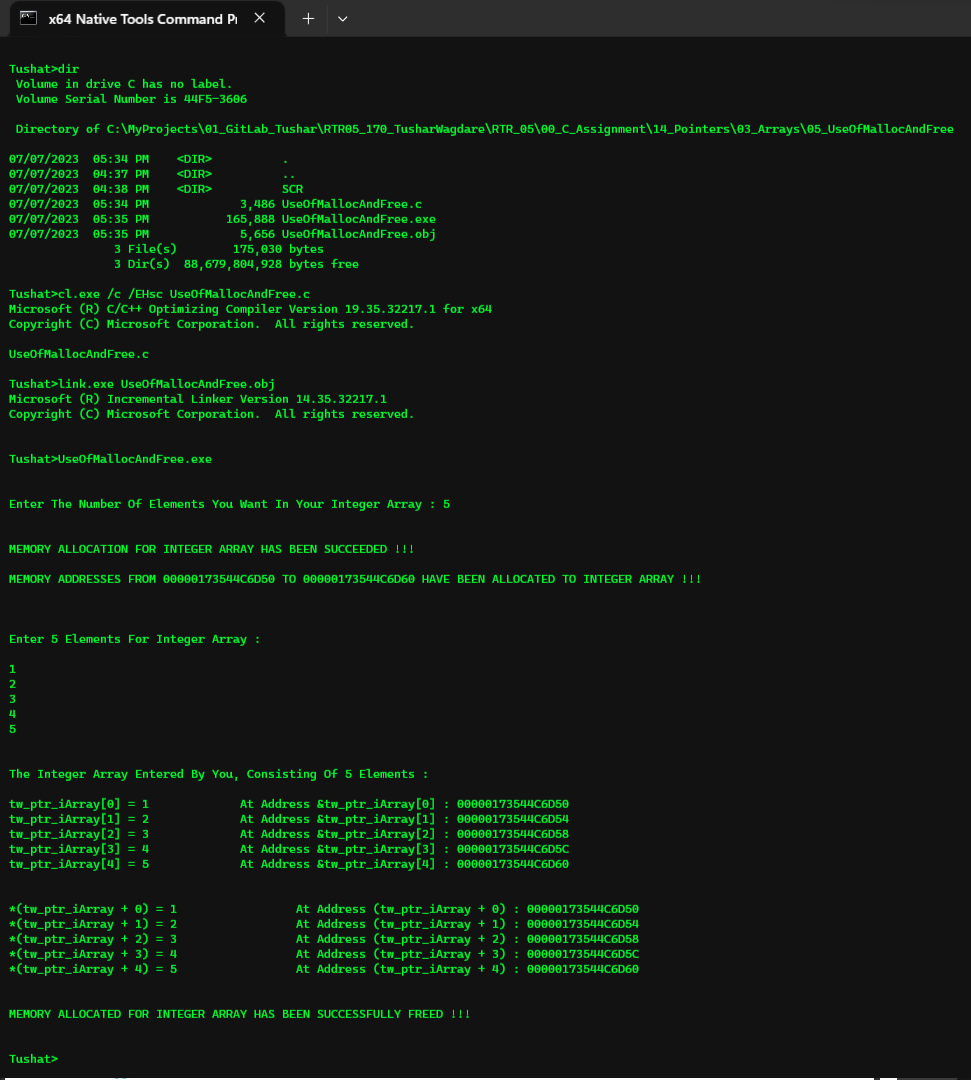 x64 Native Tools Command Pr
Tushat>dir
 Volume in drive C has no label.
 Volume Serial Number is 44F5-3606
 Directory of C:\MyProjects\01_GitLab_Tushar\RTR05_170_TusharWagdare\RTR_05\00_C_Assignment\14_Pointers\03_Arrays\05_UseOfMallocAndFree
07/07/2023  05:34 PM    <DIR>          .
07/07/2023  04:37 PM    <DIR>          ..
07/07/2023  04:38 PM    <DIR>          SCR
07/07/2023  05:34 PM             3,486 UseOfMallocAndFree.c
07/07/2023  05:35 PM           165,888 UseOfMallocAndFree.exe
07/07/2023  05:35 PM             5,656 UseOfMallocAndFree.obj
               3 File(s)        175,030 bytes
               3 Dir(s)  88,679,804,928 bytes free
Tushat>cl.exe /c /EHsc UseOfMallocAndFree.c
Microsoft (R) C/C++ Optimizing Compiler Version 19.35.32217.1 for x64
Copyright (C) Microsoft Corporation.  All rights reserved.
UseOfMallocAndFree.c
Tushat>link.exe UseOfMallocAndFree.obj
Microsoft (R) Incremental Linker Version 14.35.32217.1
Copyright (C) Microsoft Corporation.  All rights reserved.
Tushat>UseOfMallocAndFree.exe
Enter The Number Of Elements You Want In Your Integer Array : 5
MEMORY ALLOCATION FOR INTEGER ARRAY HAS BEEN SUCCEEDED !!!
MEMORY ADDRESSES FROM 00000173544C6D50 TO 00000173544C6D60 HAVE BEEN ALLOCATED TO INTEGER ARRAY !!!
Enter 5 Elements For Integer Array :
1
2
3
4
5
The Integer Array Entered By You, Consisting Of 5 Elements :
tw_ptr_iArray[0] = 1             At Address &tw_ptr_iArray[0] : 00000173544C6D50
tw_ptr_iArray[1] = 2             At Address &tw_ptr_iArray[1] : 00000173544C6D54
tw_ptr_iArray[2] = 3             At Address &tw_ptr_iArray[2] : 00000173544C6D58
tw_ptr_iArray[3] = 4             At Address &tw_ptr_iArray[3] : 00000173544C6D5C
tw_ptr_iArray[4] = 5             At Address &tw_ptr_iArray[4] : 00000173544C6D60
*(tw_ptr_iArray + 0) = 1                 At Address (tw_ptr_iArray + 0) : 00000173544C6D50
*(tw_ptr_iArray + 1) = 2                 At Address (tw_ptr_iArray + 1) : 00000173544C6D54
*(tw_ptr_iArray + 2) = 3                 At Address (tw_ptr_iArray + 2) : 00000173544C6D58
*(tw_ptr_iArray + 3) = 4                 At Address (tw_ptr_iArray + 3) : 00000173544C6D5C
*(tw_ptr_iArray + 4) = 5                 At Address (tw_ptr_iArray + 4) : 00000173544C6D60
MEMORY ALLOCATED FOR INTEGER ARRAY HAS BEEN SUCCESSFULLY FREED !!!
Tushat>